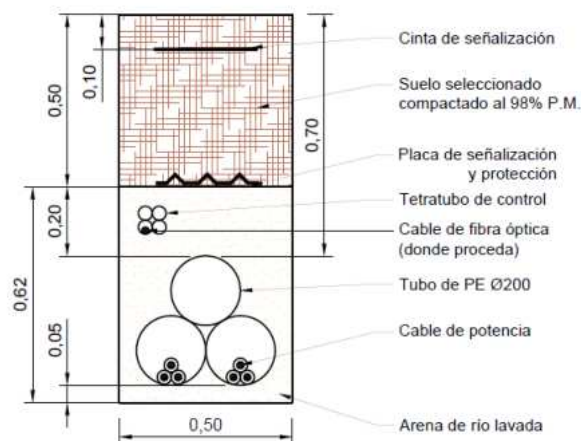 Cinta de señalización
Suelo seleccionado
compactado al 98% P.M.
Placa de señalización
y protección
Tetratubo de control
Cable de fibra óptica
(donde proceda)
Tubo de PE Ø200
Cable de potencia
Arena de río lavada
0,50
0,10
0,70
0,20
0,62
0,05
0,50